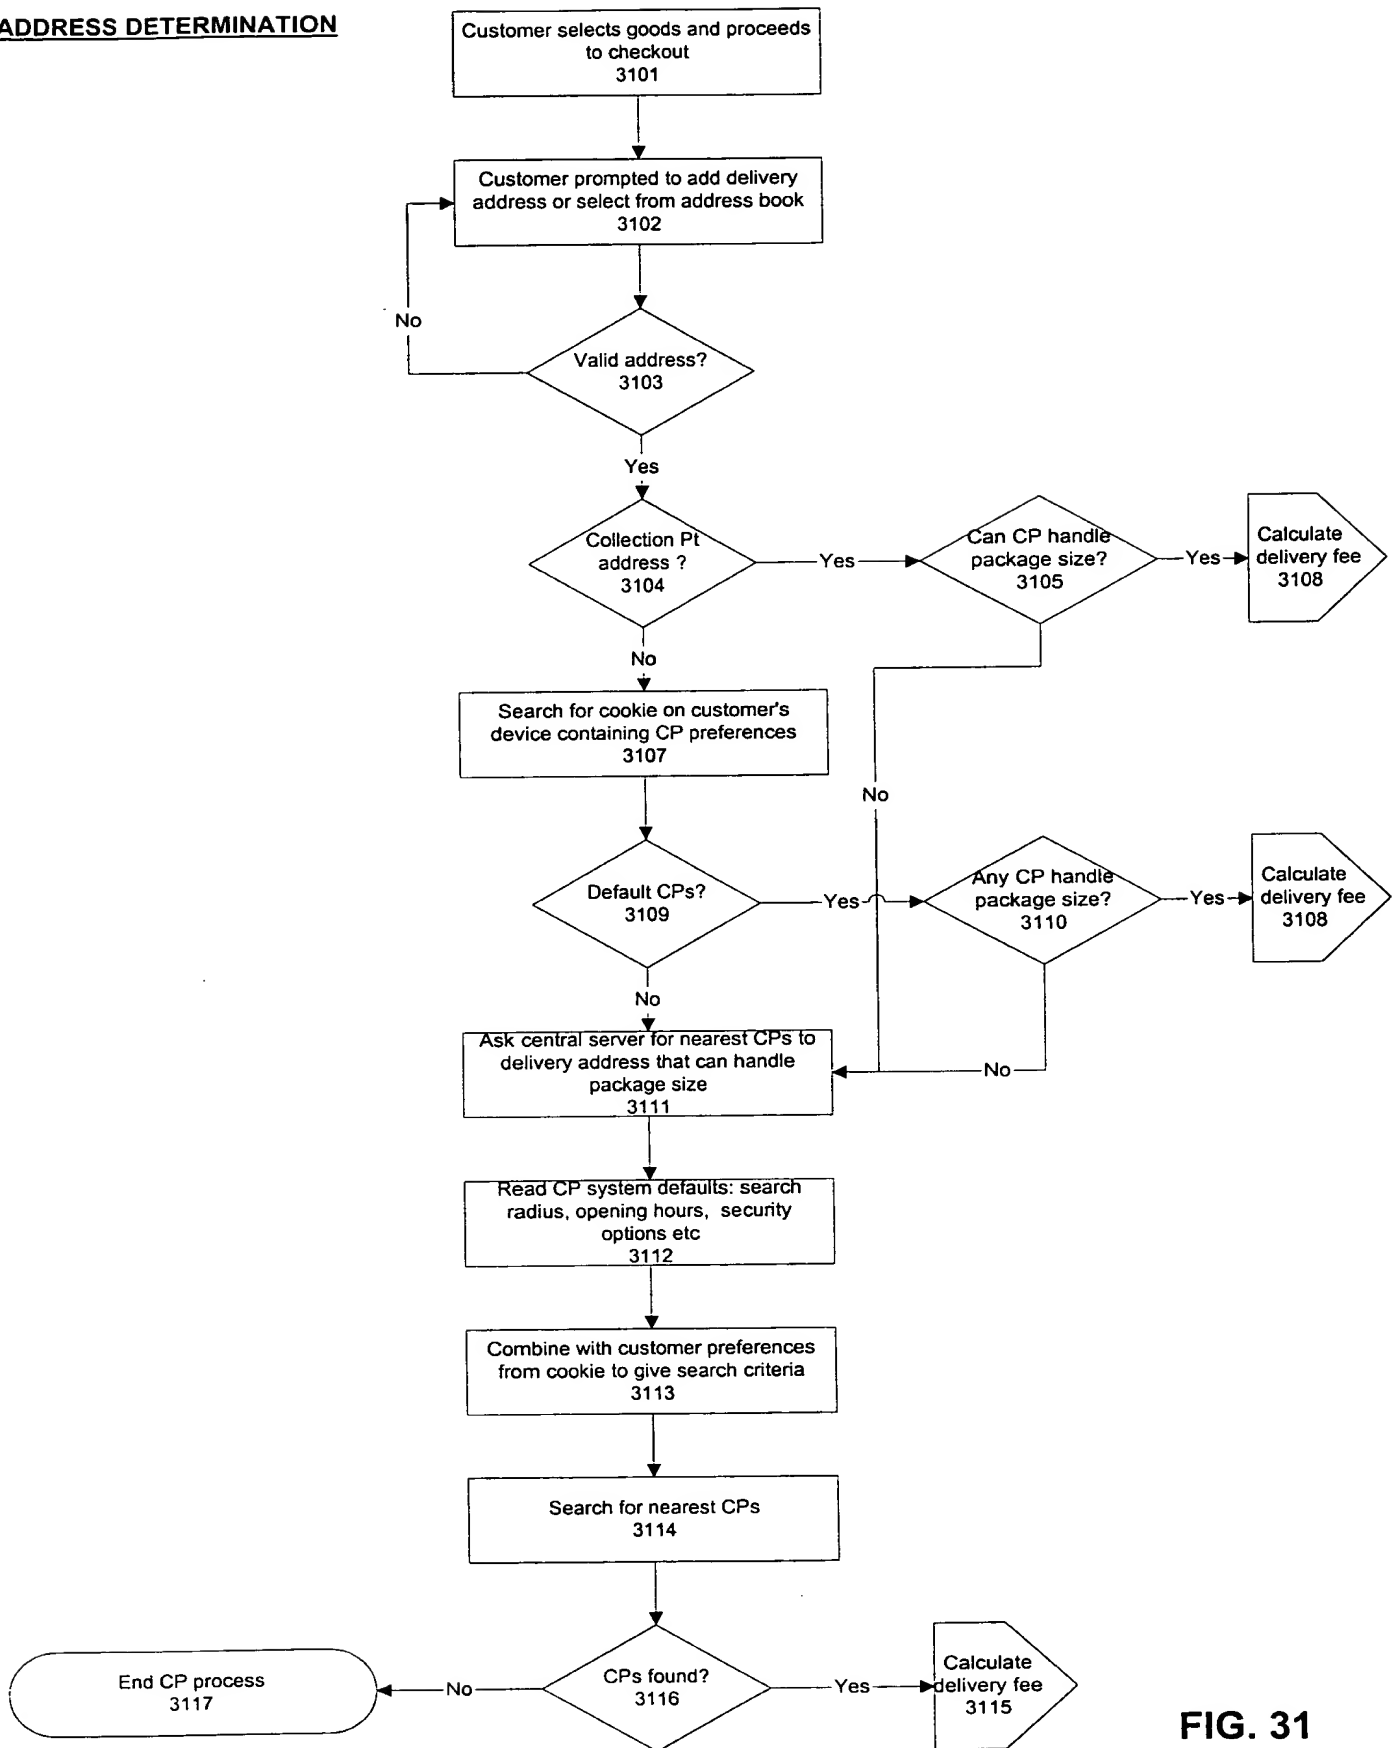 ADDRESS DETERMINATION
Customer selects goods and proceeds
to checkout
3101
Customer prompted to add delivery
address or select from address book
3102
No
Valid address?
3103
Yes
Collection Pt
address ?
3104
Yes
Can CP handle
package size?
3105
Yes
Calculate
delivery fee
3108
No
Search for cookie on customer's
device containing CP preferences
3107
No
Default CPs?
3109
Yes
Any CP handle
package size?
3110
Yes
Calculate
delivery fee
3108
No
Ask central server for nearest CPs to
delivery address that can handle
package size
3111
No
Read CP system defaults: search
radius, opening hours, security
options etc
3112
Combine with customer preferences
from cookie to give search criteria
3113
Search for nearest CPs
3114
CPs found?
3116
No
End CP process
3117
Yes
Calculate
delivery fee
3115
FIG. 31